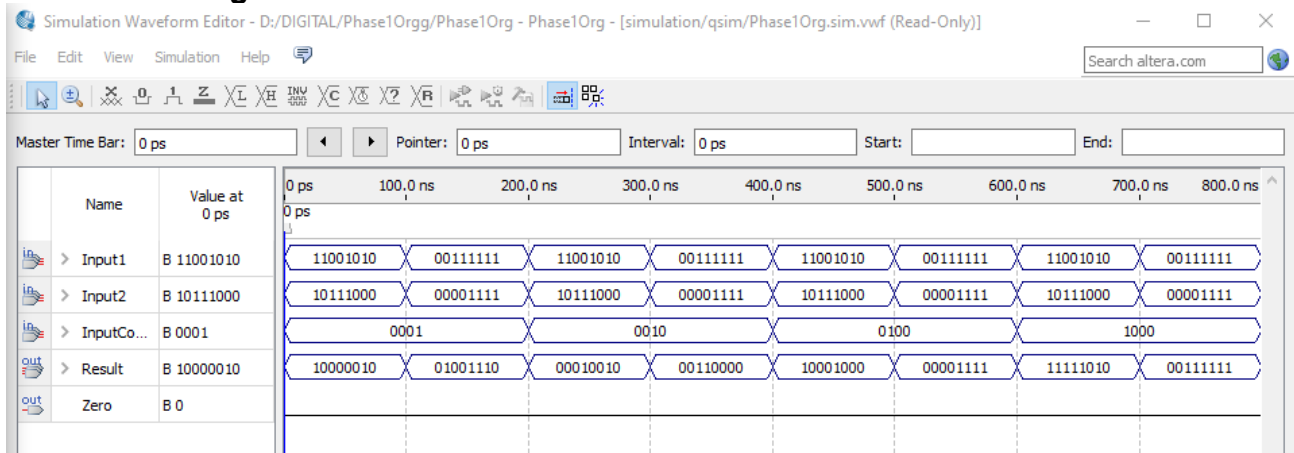 Simulation Waveform Editor - D:/DIGITAL/Phase1Orgg/Phase1Org - Phase1Org - [simulation/qsim/Phase1Org.sim.vwf (Read-Only)]
File Edit View Simulation Help Search altera.com
Master Time Bar: 0 ps Pointer: 0 ps Interval: 0 ps Start: End:
Name Value at 0 ps 0 ps 100.0 ns 200.0 ns 300.0 ns 400.0 ns 500.0 ns 600.0 ns 700.0 ns 800.0 ns
0 ps
in > Input1 B 11001010 11001010 00111111 11001010 00111111 11001010 00111111 11001010 00111111
in > Input2 B 10111000 10111000 00001111 10111000 00001111 10111000 00001111 10111000 00001111
in > InputCo... B 0001 0001 0010 0100 1000
out > Result B 10000010 10000010 01001110 00010010 00110000 10001000 00001111 11111010 00111111
out Zero B 0